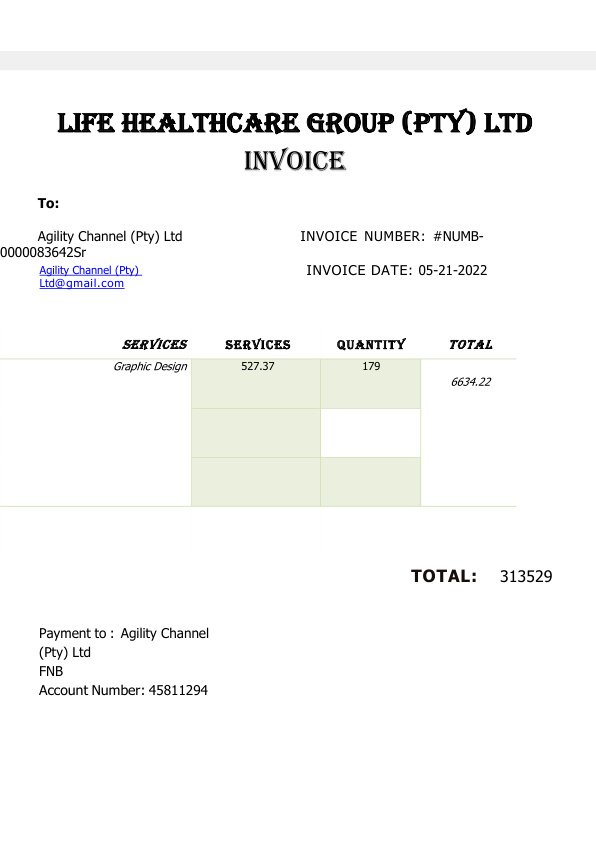 LIFE HEALTHCARE GROUP (PTY) LTD
INVOICE
To:
Agility Channel (Pty) Ltd INVOICE NUMBER: #NUMB-
0000083642Sr
Agility Channel (Pty) INVOICE DATE: 05-21-2022
Ltd@gmail.com
SERVICES SERVICES QUANTITY TOTAL
Graphic Design 527.37 179
6634.22
TOTAL: 313529
Payment to : Agility Channel
(Pty) Ltd
FNB
Account Number: 45811294